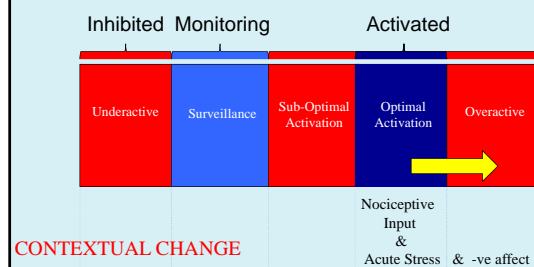 Inhibited Monitoring Activated
Underactive
Surveillance
Sub-Optimal
Activation
Optimal
Activation
Overactive
Nociceptive
Input
&
Acute Stress & -ve affect
CONTEXTUAL CHANGE